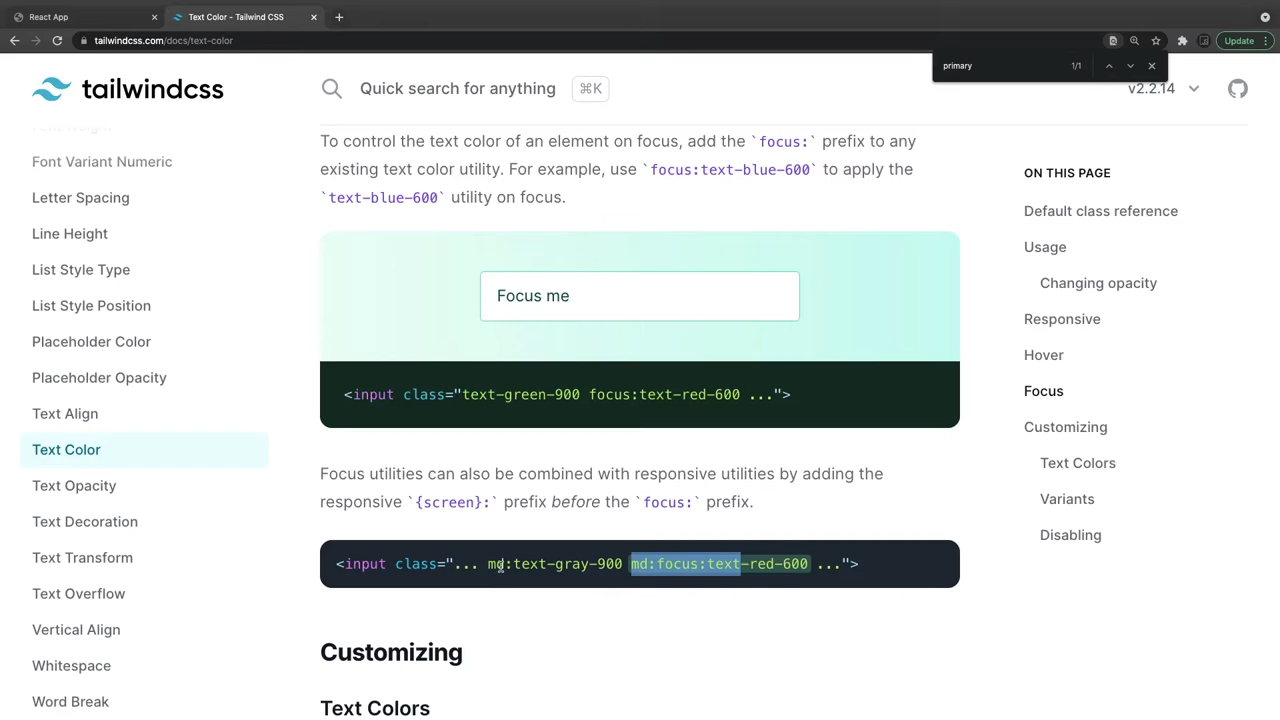 React App
Text Color - Tailwind CSS
tailwindcss.com/docs/text-color
Update
primary
1/1
tailwindcss
Quick search for anything
⌘K
v2.2.14
Font Variant Numeric
Letter Spacing
Line Height
List Style Type
List Style Position
Placeholder Color
Placeholder Opacity
Text Align
Text Color
Text Opacity
Text Decoration
Text Transform
Text Overflow
Vertical Align
Whitespace
Word Break
To control the text color of an element on focus, add the `focus:` prefix to any
existing text color utility. For example, use `focus:text-blue-600` to apply the
`text-blue-600` utility on focus.
Focus me
<input class="text-green-900 focus:text-red-600 ...">
Focus utilities can also be combined with responsive utilities by adding the
responsive `{screen}:` prefix before the `focus:` prefix.
<input class="... md:text-gray-900 md:focus:text-red-600 ...">
Customizing
Text Colors
ON THIS PAGE
Default class reference
Usage
Changing opacity
Responsive
Hover
Focus
Customizing
Text Colors
Variants
Disabling